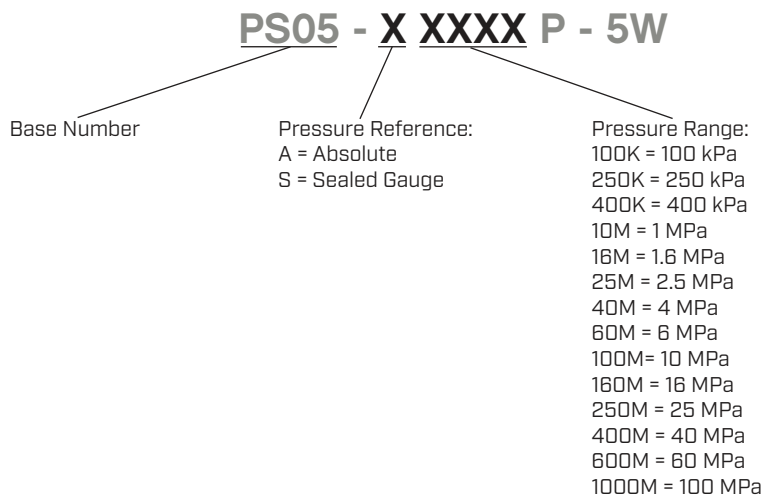 PS05 - X XXXX P - 5W
Base Number
Pressure Reference:
A = Absolute
S = Sealed Gauge
Pressure Range:
100K = 100 kPa
250K = 250 kPa
400K = 400 kPa
10M = 1 MPa
16M = 1.6 MPa
25M = 2.5 MPa
40M = 4 MPa
60M = 6 MPa
100M= 10 MPa
160M = 16 MPa
250M = 25 MPa
400M = 40 MPa
600M = 60 MPa
1000M = 100 MPa